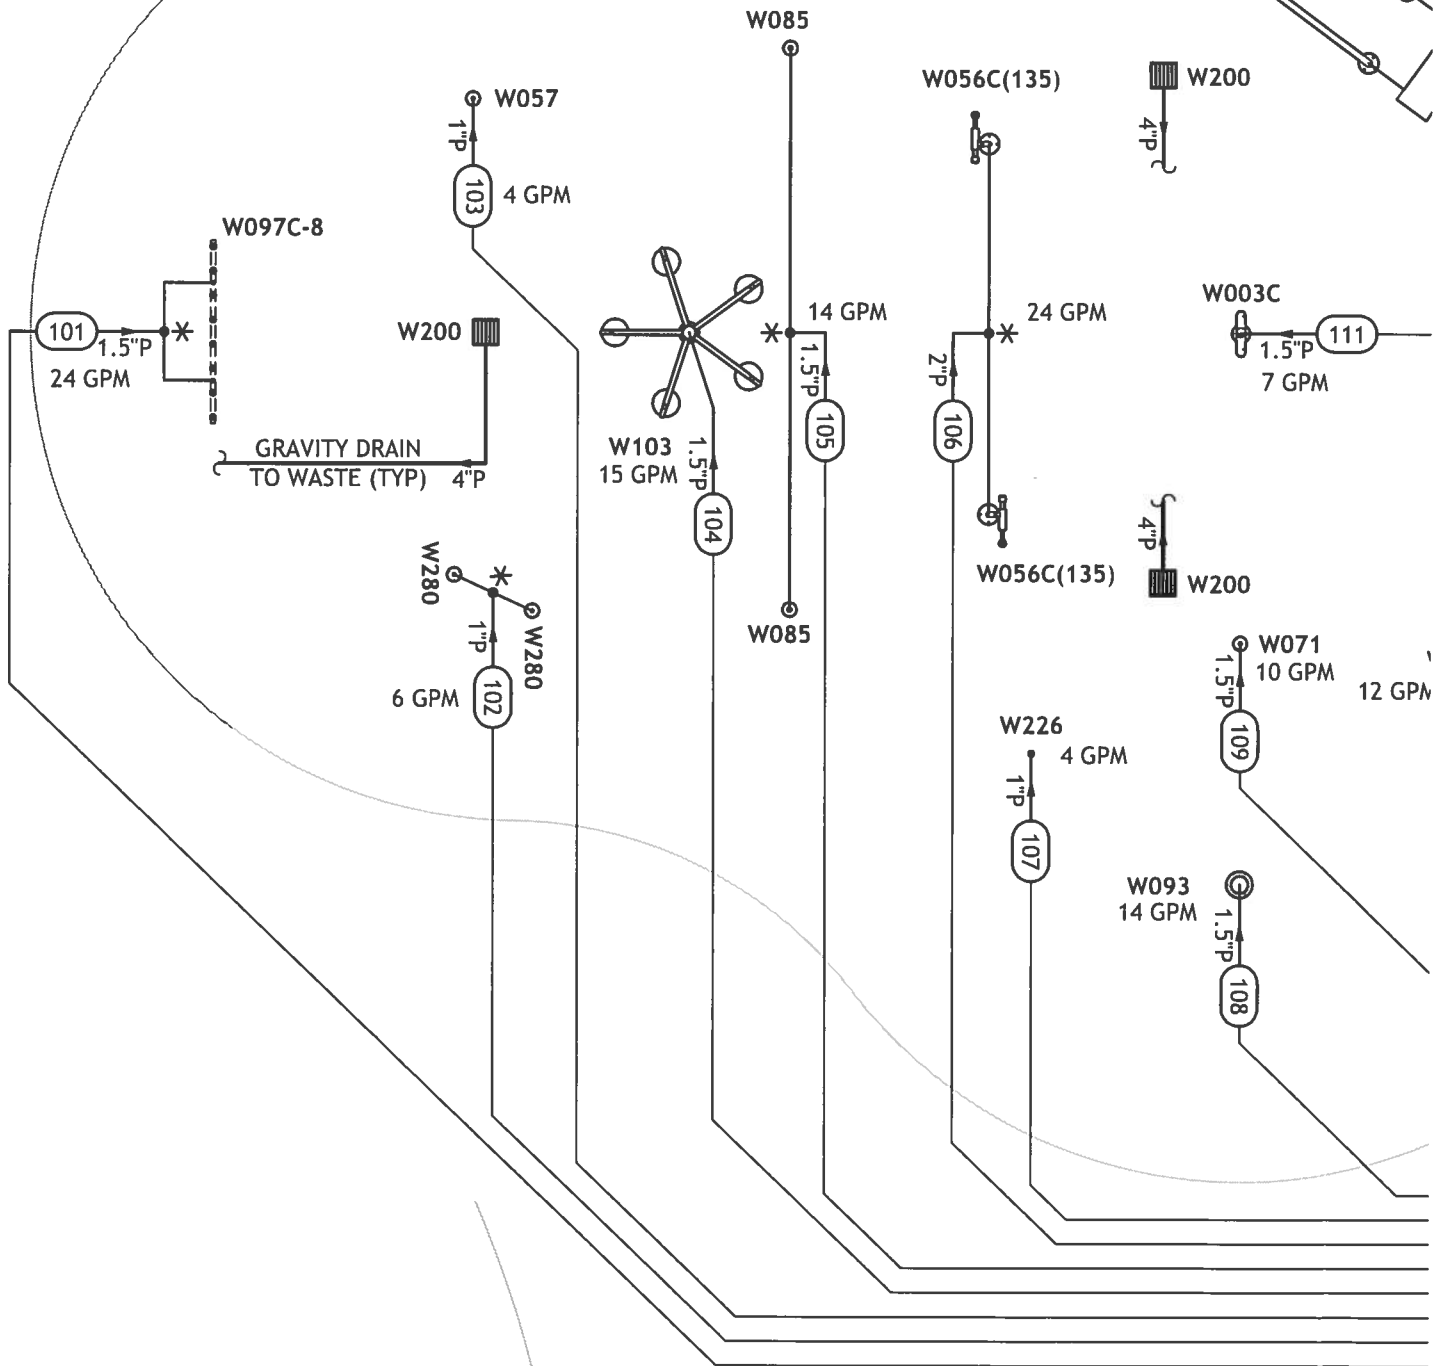 W085
W056C(135)
W200
4"P
W057
1"P
103
4 GPM
W097C-8
101
1.5"P
24 GPM
W200
GRAVITY DRAIN
TO WASTE (TYP)
4"P
W103
15 GPM
1.5"P
104
14 GPM
1.5"P
105
24 GPM
2"P
106
W003C
1.5"P
111
7 GPM
W085
W056C(135)
4"P
W200
W280
W280
1"P
102
6 GPM
W071
10 GPM
1.5"P
109
12 GPM
W226
4 GPM
1"P
107
W093
14 GPM
1.5"P
108